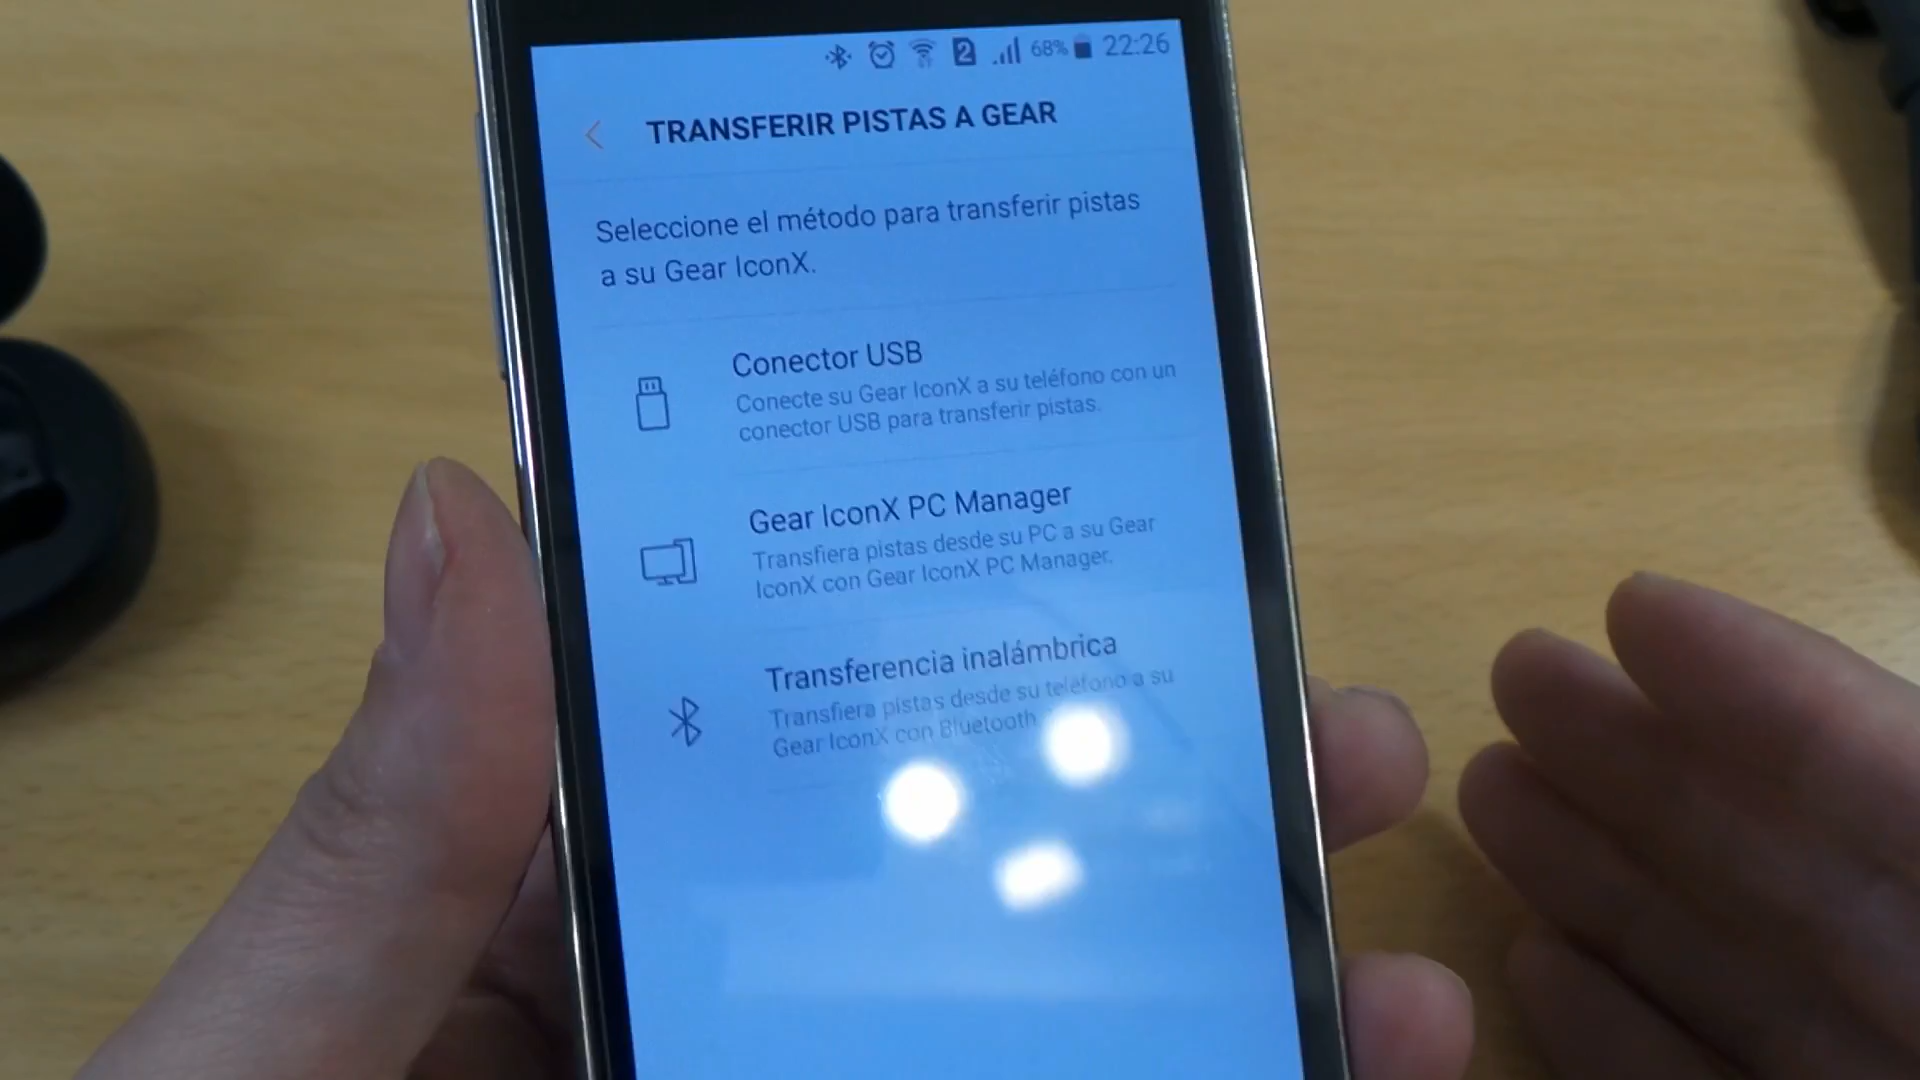 2 68% 22:26
TRANSFERIR PISTAS A GEAR
Seleccione el método para transferir pistas
a su Gear IconX.
Conector USB
Conecte su Gear IconX a su teléfono con un
conector USB para transferir pistas.
Gear IconX PC Manager
Transfiera pistas desde su PC a su Gear
IconX con Gear IconX PC Manager.
Transferencia inalámbrica
Transfiera pistas desde su teléfono a su
Gear IconX con Bluetooth